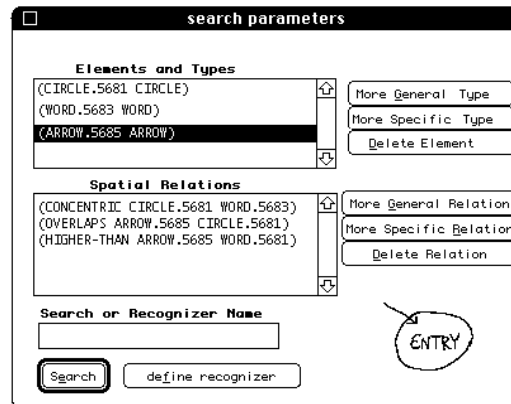 search parameters
Elements and Types
(CIRCLE.5681 CIRCLE)
(WORD.5683 WORD)
(ARROW.5685 ARROW)
More General Type
More Specific Type
Delete Element
Spatial Relations
(CONCENTRIC CIRCLE.5681 WORD.5683)
(OVERLAPS ARROW.5685 CIRCLE.5681)
(HIGHER-THAN ARROW.5685 WORD.5681)
More General Relation
More Specific Relation
Delete Relation
Search or Recognizer Name
ENTRY
Search
define recognizer